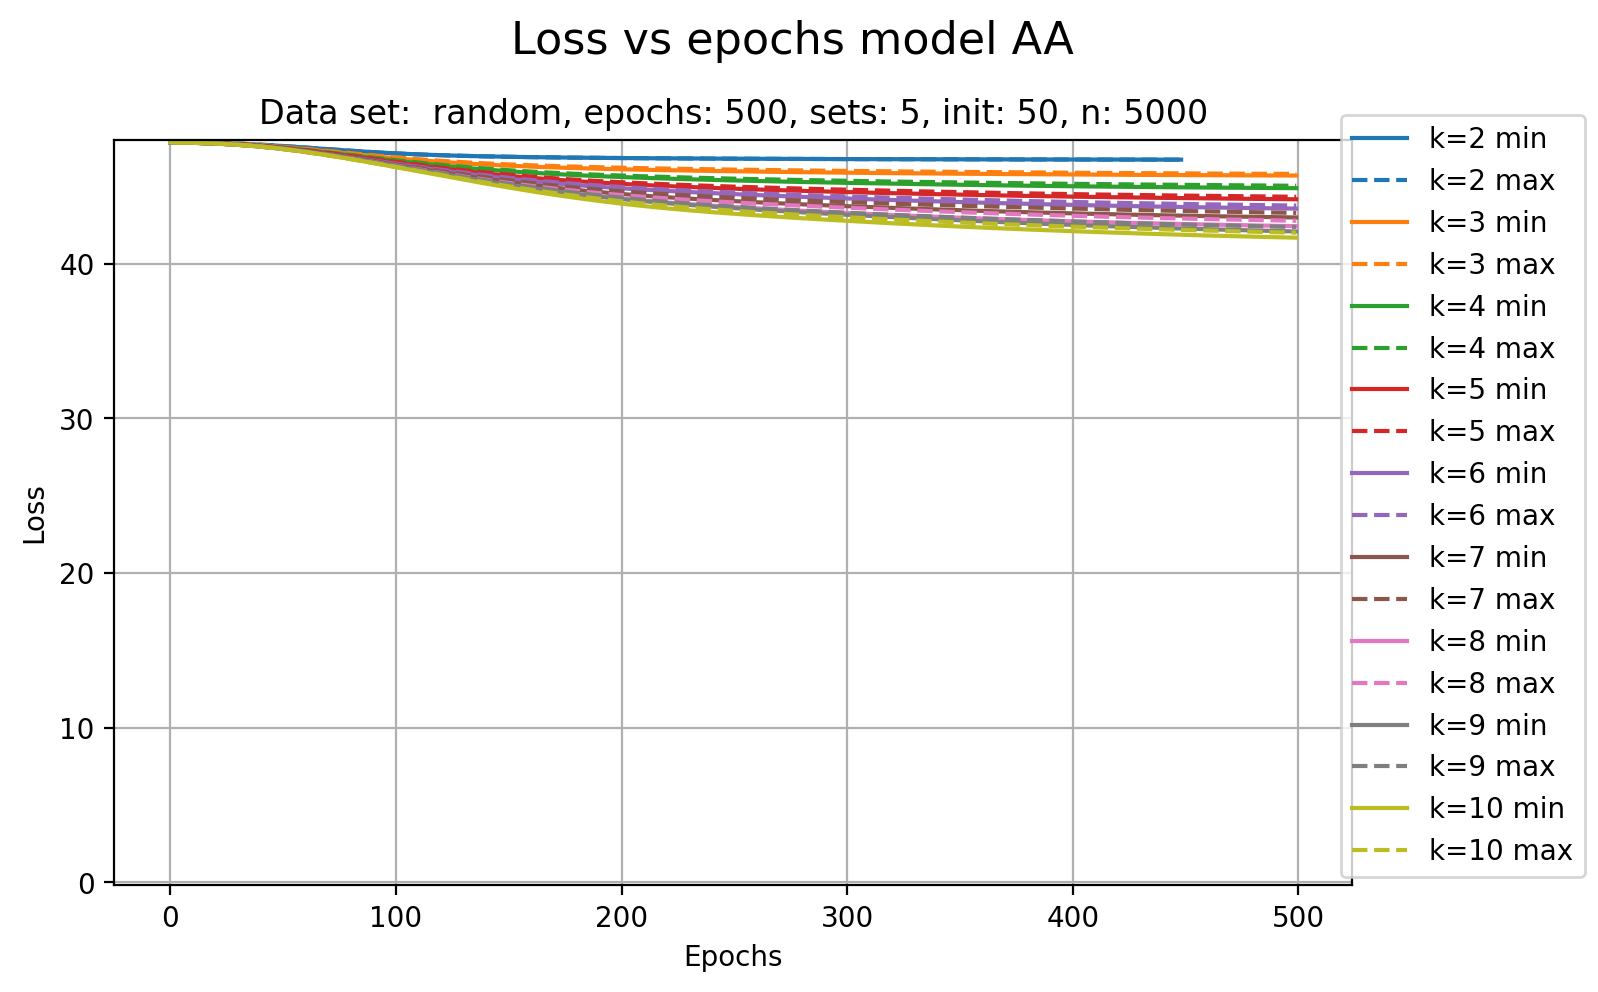 Loss vs epochs model AA
Data set:  random, epochs: 500, sets: 5, init: 50, n: 5000
Loss
40
30
20
10
0
0 100 200 300 400 500
Epochs
k=2 min
k=2 max
k=3 min
k=3 max
k=4 min
k=4 max
k=5 min
k=5 max
k=6 min
k=6 max
k=7 min
k=7 max
k=8 min
k=8 max
k=9 min
k=9 max
k=10 min
k=10 max